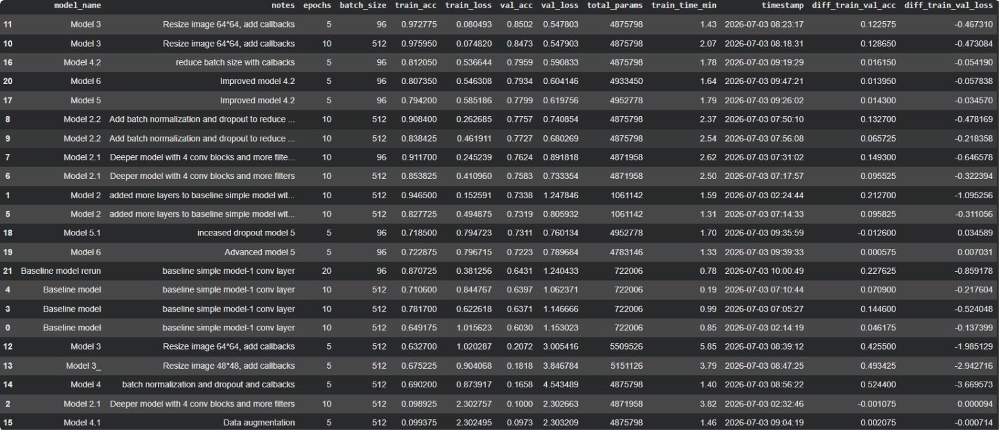 model_name notes epochs batch_size train_acc train_loss val_acc val_loss total_params train_time_min timestamp diff_train_val_acc diff_train_val_loss
11 Model 3 Resize image 64*64, add callbacks 5 96 0.972775 0.080493 0.8502 0.547803 4875798 1.43 2026-07-03 08:23:17 0.122575 -0.467310
10 Model 3 Resize image 64*64, add callbacks 10 512 0.975950 0.074820 0.8473 0.547903 4875798 2.07 2026-07-03 08:18:31 0.128650 -0.473084
16 Model 4.2 reduce batch size with calbacks 5 96 0.812050 0.536644 0.7959 0.590833 4875798 1.78 2026-07-03 09:19:29 0.016150 -0.054190
20 Model 6 Improved model 4.2 5 96 0.807350 0.546308 0.7934 0.604146 4933450 1.64 2026-07-03 09:47:21 0.013950 -0.057838
17 Model 5 Improved model 4.2 5 96 0.794200 0.585186 0.7799 0.619756 4952778 1.79 2026-07-03 09:26:02 0.014300 -0.034570
8 Model 2.2 Add batch normalization and dropout to reduce ... 10 512 0.908400 0.262685 0.7757 0.740854 4875798 2.37 2026-07-03 07:50:10 0.132700 -0.478169
9 Model 2.2 Add batch normalization and dropout to reduce ... 10 512 0.838425 0.461911 0.7727 0.680269 4875798 2.54 2026-07-03 07:56:08 0.065725 -0.218358
7 Model 2.1 Deeper model with 4 conv blocks and more filte... 10 96 0.911700 0.245239 0.7624 0.891818 4871958 2.62 2026-07-03 07:31:02 0.149300 -0.646578
6 Model 2.1 Deeper model with 4 conv blocks and more filters 10 512 0.853825 0.410960 0.7583 0.733354 4871958 2.50 2026-07-03 07:17:57 0.095525 -0.322394
1 Model 2 added more layers to baseline simple model wit... 10 512 0.946500 0.152591 0.7338 1.247846 1061142 1.59 2026-07-03 02:24:44 0.212700 -1.095256
5 Model 2 added more layers to baseline simple model wit... 10 512 0.827725 0.494875 0.7319 0.805932 1061142 1.31 2026-07-03 07:14:33 0.095825 -0.311056
18 Model 5.1 inceased dropout model 5 5 96 0.718500 0.794723 0.7311 0.760134 4952778 1.70 2026-07-03 09:35:59 -0.012600 0.034589
19 Model 6 Advanced model 5 5 96 0.722875 0.796715 0.7223 0.789684 4783146 1.33 2026-07-03 09:39:33 0.000575 0.007031
21 Baseline model rerun baseline simple model-1 conv layer 20 96 0.870725 0.381256 0.6431 1.240433 722006 0.78 2026-07-03 10:00:49 0.227625 -0.859178
4 Baseline model baseline simple model-1 conv layer 10 512 0.710600 0.844767 0.6397 1.062371 722006 0.19 2026-07-03 07:10:44 0.070900 -0.217604
3 Baseline model baseline simple model-1 conv layer 10 512 0.781700 0.622618 0.6371 1.146666 722006 0.99 2026-07-03 07:05:27 0.144600 -0.524048
0 Baseline model baseline simple model-1 conv layer 10 512 0.649175 1.015623 0.6030 1.153023 722006 0.85 2026-07-03 02:14:19 0.046175 -0.137399
12 Model 3 Resize image 64*64, add callbacks 5 512 0.632700 1.020287 0.2072 3.005416 5509526 5.85 2026-07-03 08:39:12 0.425500 -1.985129
13 Model 3_ Resize image 48*48, add callbacks 5 512 0.675225 0.904068 0.1818 3.846784 5151126 3.79 2026-07-03 08:47:25 0.493425 -2.942716
14 Model 4 batch normalization and dropout and calbacks 5 512 0.690200 0.873917 0.1658 4.543489 4875798 1.40 2026-07-03 08:56:22 0.524400 -3.669573
2 Model 2.1 Deeper model with 4 conv blocks and more filters 10 512 0.098925 2.302757 0.1000 2.302663 4871958 3.82 2026-07-03 02:32:46 -0.001075 0.000094
15 Model 4.1 Data augmentation 5 512 0.099375 2.302495 0.0973 2.303209 4875798 1.46 2026-07-03 09:04:19 0.002075 -0.000714